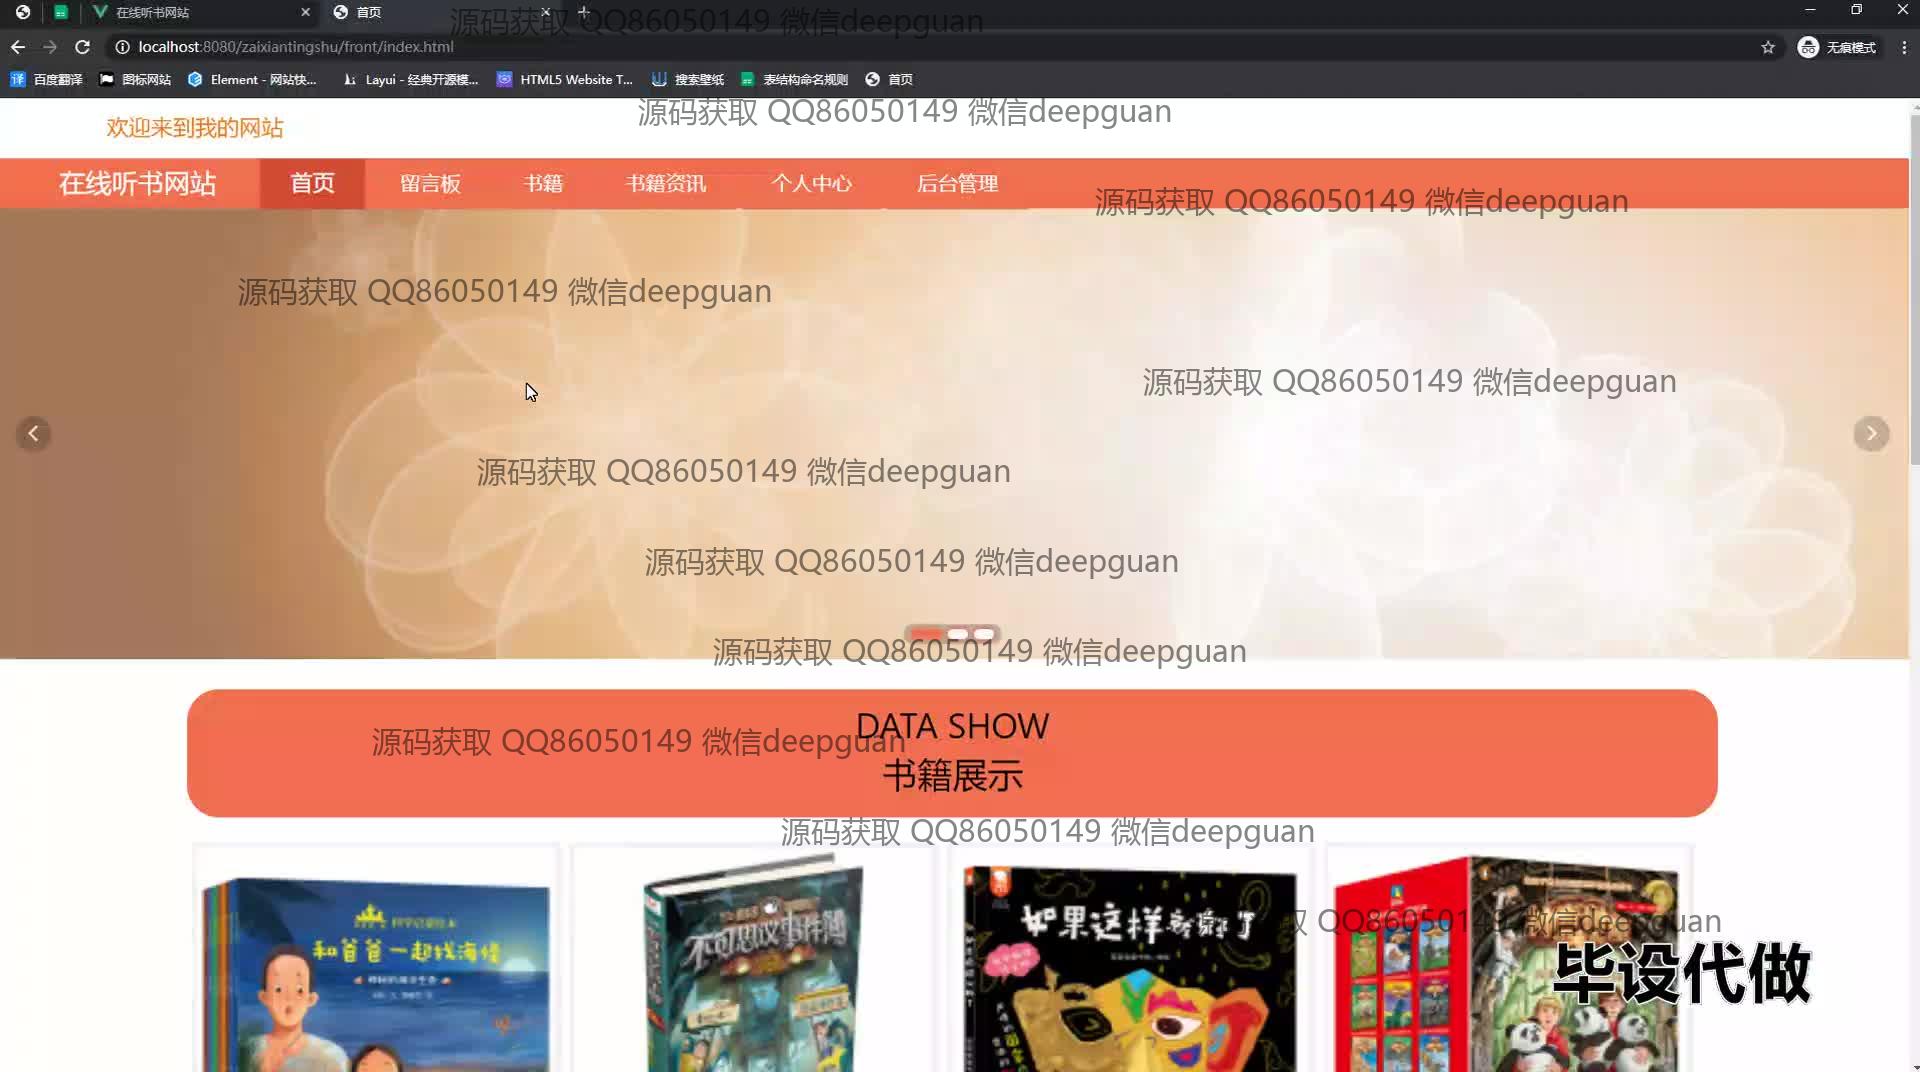 在线听书网站
首页
源码获取 QQ86050149 微信deepguan
localhost:8080/zaixiantingshu/front/index.html
无痕模式
百度翻译
图标网站
Element - 网站快...
Layui - 经典开源模...
HTML5 Website T...
搜索壁纸
表结构命名规则
首页
源码获取 QQ86050149 微信deepguan
欢迎来到我的网站
在线听书网站
首页
留言板
书籍
书籍资讯
个人中心
后台管理
源码获取 QQ86050149 微信deepguan
源码获取 QQ86050149 微信deepguan
源码获取 QQ86050149 微信deepguan
源码获取 QQ86050149 微信deepguan
源码获取 QQ86050149 微信deepguan
源码获取 QQ86050149 微信deepguan
DATA SHOW
源码获取 QQ86050149 微信deepguan
书籍展示
源码获取 QQ86050149 微信deepguan
和爸爸一起找海倭
不可思议事件簿
如果这样
取 QQ86050149 微信deepguan
毕设代做